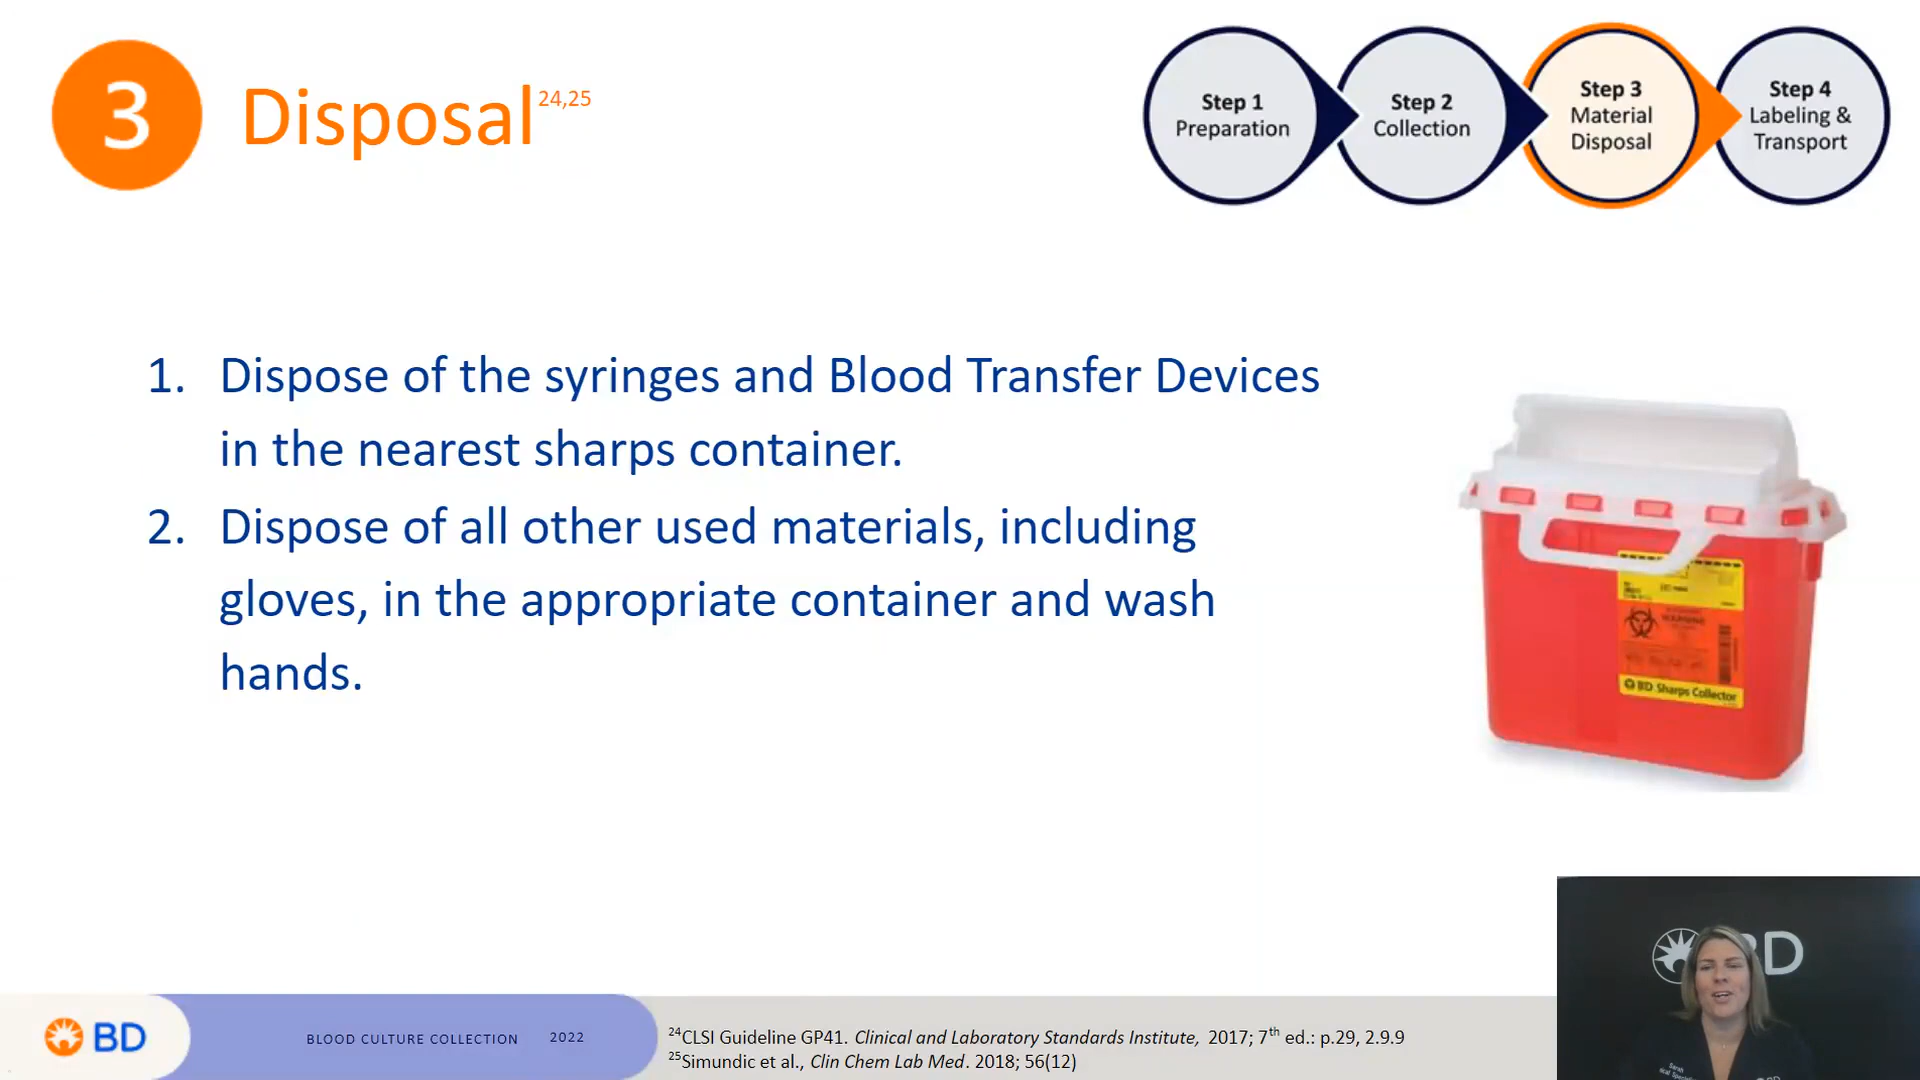 3
Disposal24,25
Step 1
Preparation
Step 2
Collection
Step 3
Material
Disposal
Step 4
Labeling &
Transport
1. Dispose of the syringes and Blood Transfer Devices
in the nearest sharps container.
2. Dispose of all other used materials, including
gloves, in the appropriate container and wash
hands.
WARNING
BD Sharps Collector
BD
Sarah
BD
BLOOD CULTURE COLLECTION 2022
24CLSI Guideline GP41. Clinical and Laboratory Standards Institute, 2017; 7th ed.: p.29, 2.9.9
25Simundic et al., Clin Chem Lab Med. 2018; 56(12)